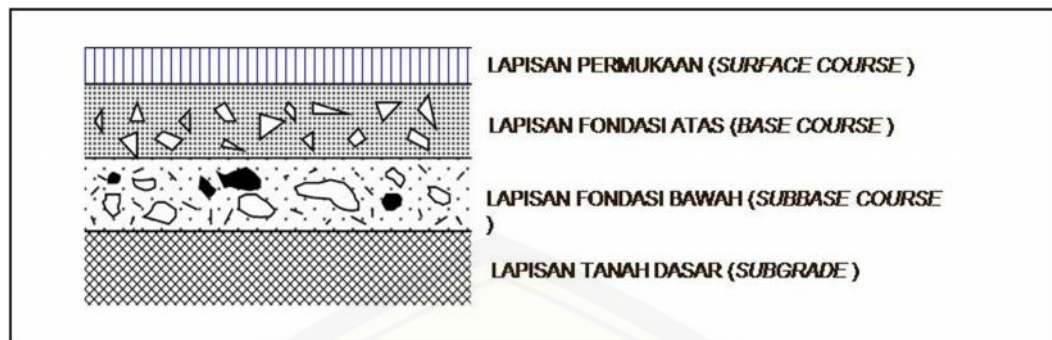 LAPISAN PERMUKAAN (SURFACE COURSE )
LAPISAN FONDASI ATAS (BASE COURSE )
LAPISAN FONDASI BAWAH (SUBBASE COURSE
)
LAPISAN TANAH DASAR (SUBGRADE )